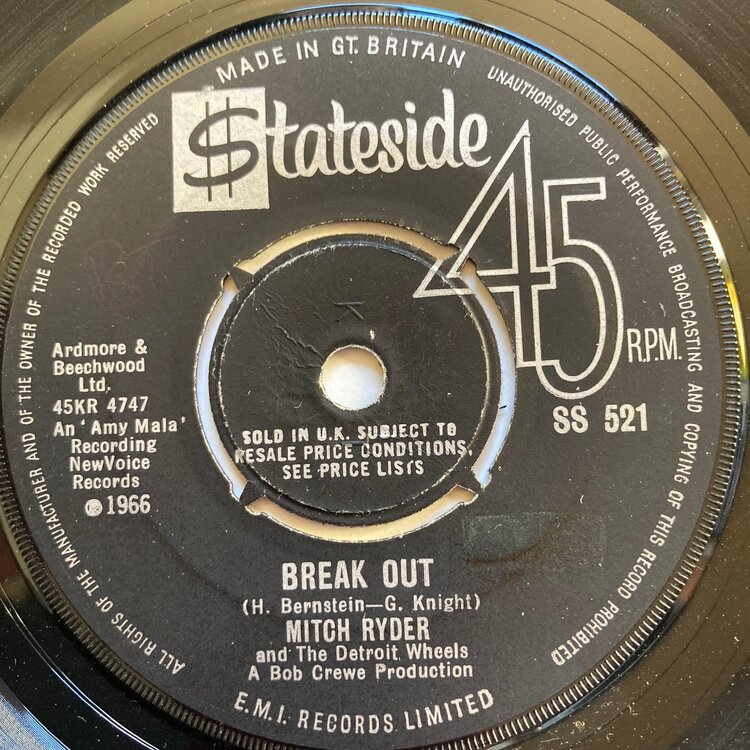 MADE IN GT. BRITAIN
UNAUTHORISED PUBLIC PERFORMANCE BROADCASTING AND COPYING OF THIS RECORD PROHIBITED
ALL RIGHTS OF THE MANUFACTURER AND OF THE OWNER OF THE RECORDED WORK RESERVED
$tateside
45 R.P.M.
SS 521
Ardmore &
Beechwood
Ltd,
45KR 4747
An 'Amy Mala'
Recording
NewVoice
Records
℗1966
SOLD IN U.K. SUBJECT TO
RESALE PRICE CONDITIONS,
SEE PRICE LISTS
BREAK OUT
(H. Bernstein—G. Knight)
MITCH RYDER
and The Detroit Wheels
A Bob Crewe Production
E.M.I. RECORDS LIMITED